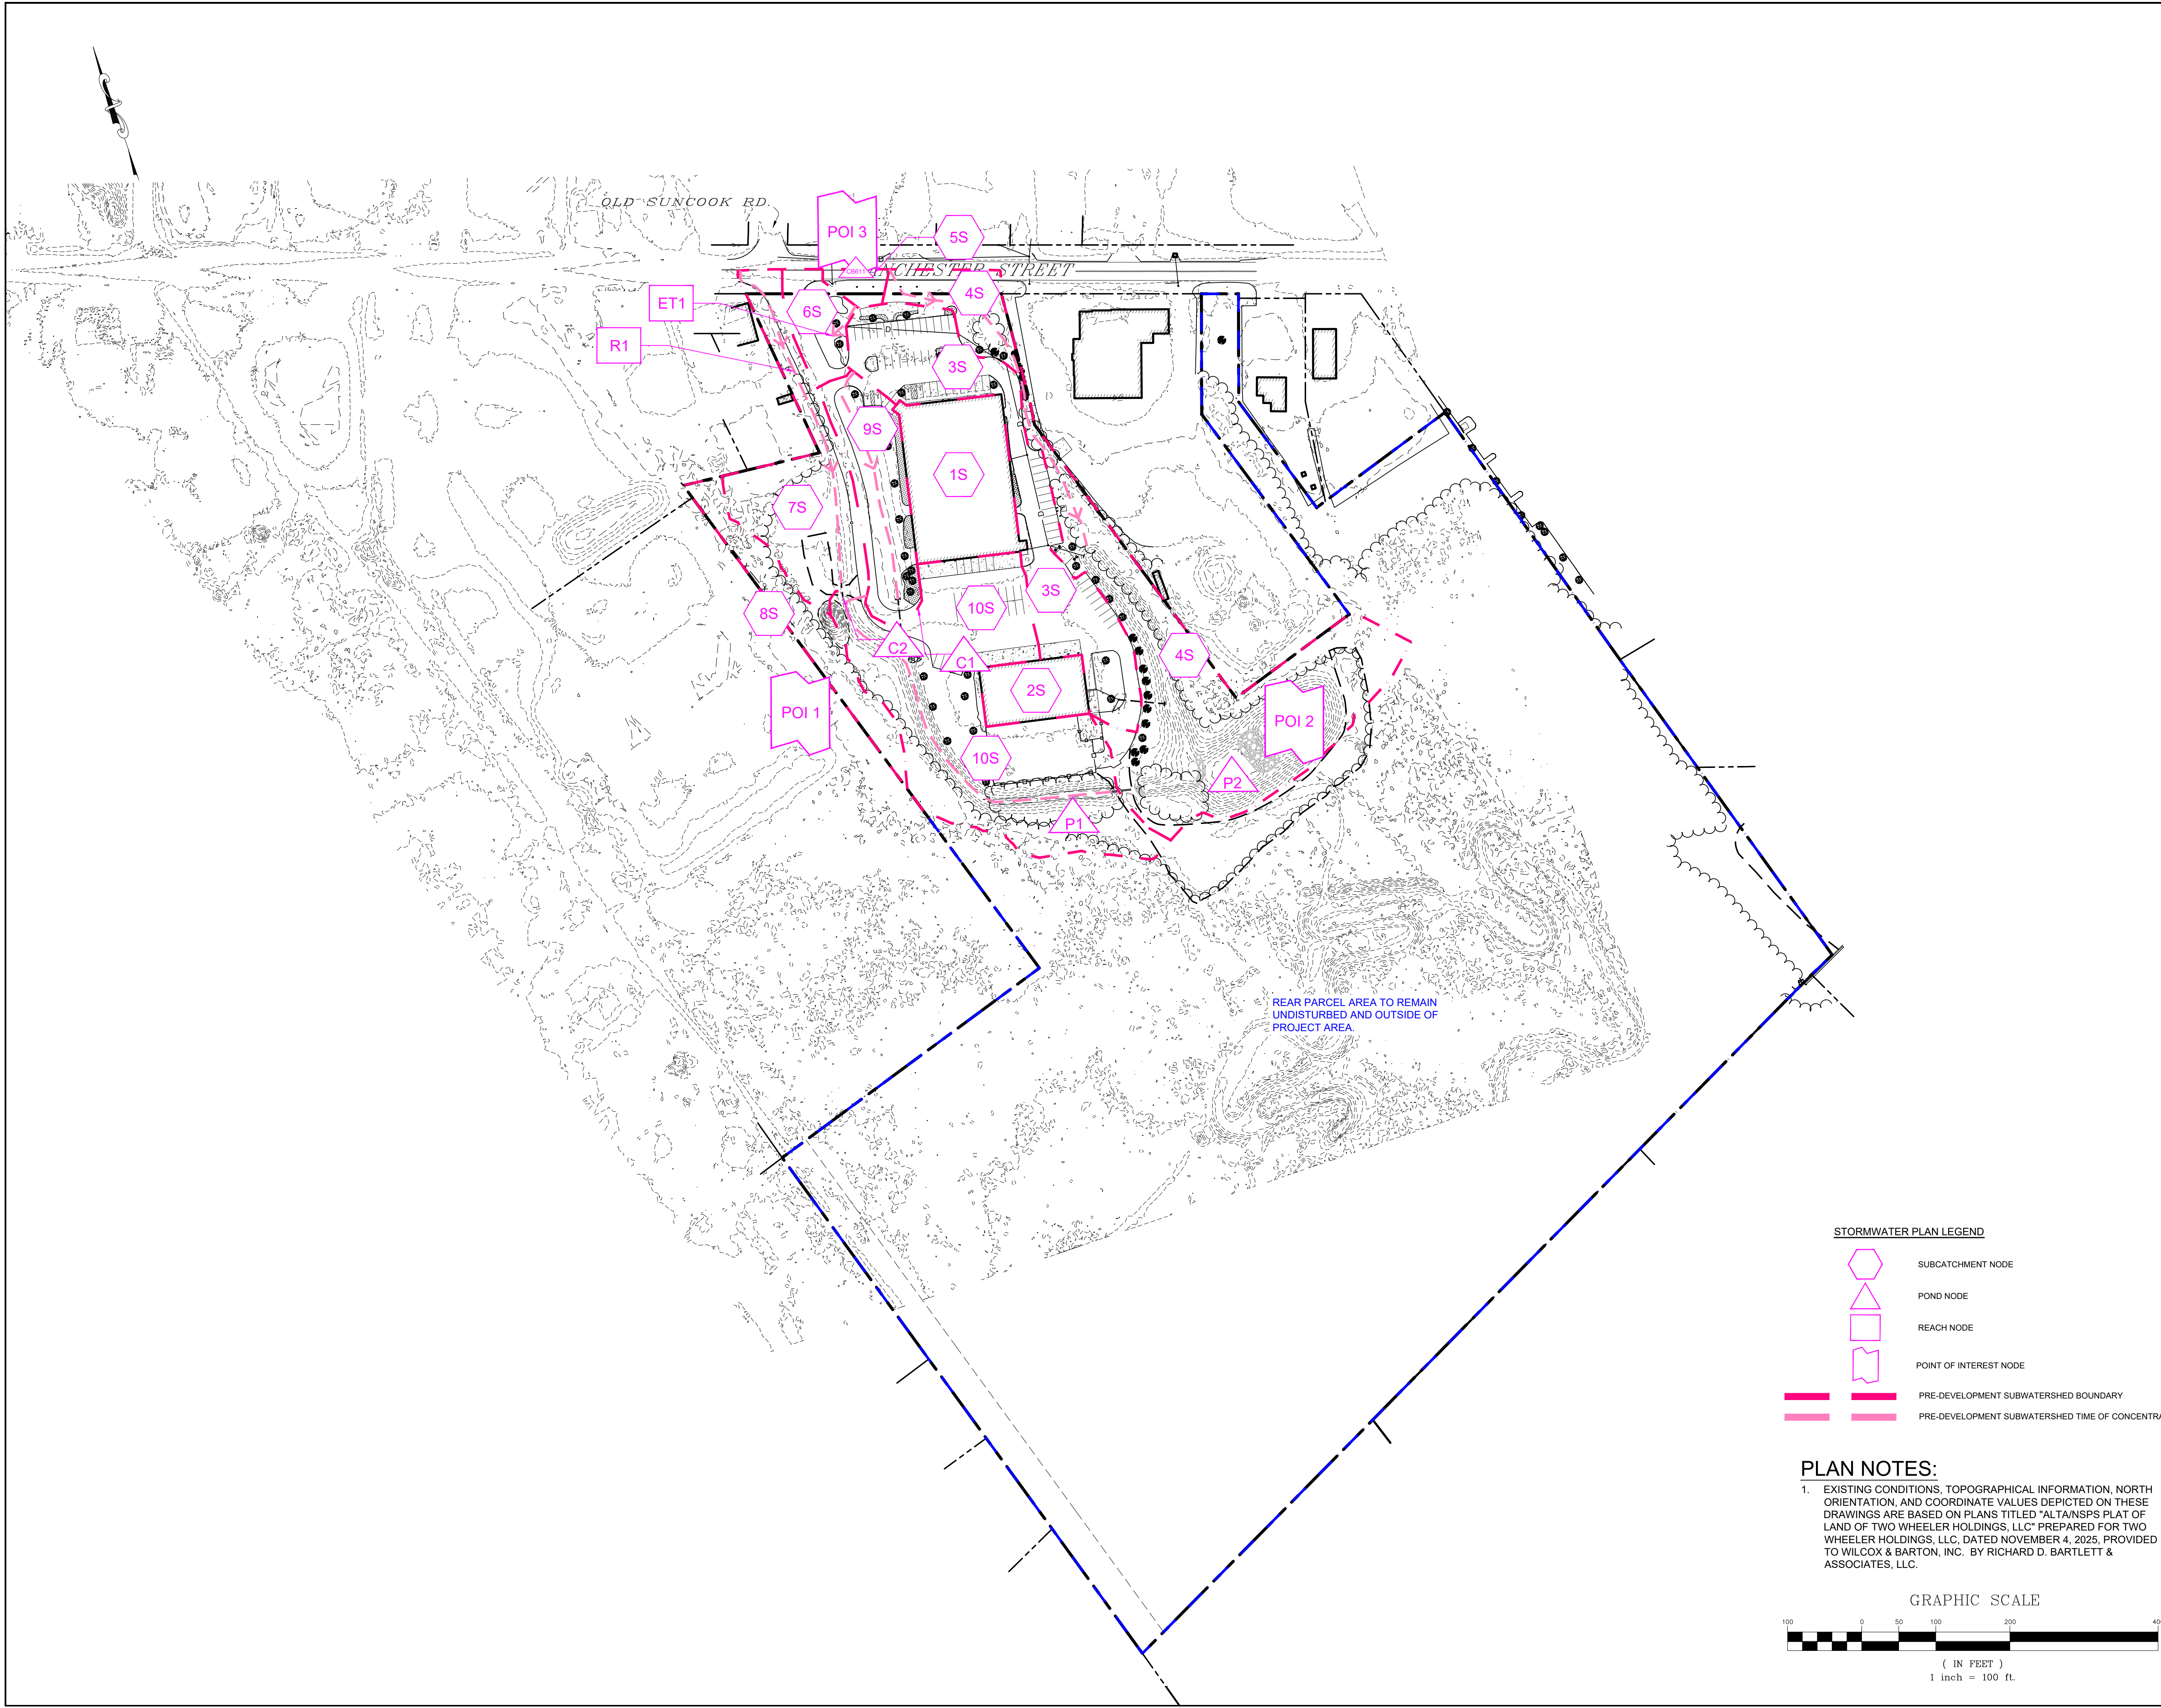 OLD SUNCOOK RD.
POI 3
5S
CB611
ACHESTER STREET
4S
ET1
6S
R1
3S
9S
1S
7S
3S
10S
8S
C2
C1
4S
2S
POI 1
POI 2
10S
P2
P1
REAR PARCEL AREA TO REMAIN
UNDISTURBED AND OUTSIDE OF
PROJECT AREA.
STORMWATER PLAN LEGEND
SUBCATCHMENT NODE
POND NODE
REACH NODE
POINT OF INTEREST NODE
PRE-DEVELOPMENT SUBWATERSHED BOUNDARY
PRE-DEVELOPMENT SUBWATERSHED TIME OF CONCENTRA
PLAN NOTES:
1. EXISTING CONDITIONS, TOPOGRAPHICAL INFORMATION, NORTH
ORIENTATION, AND COORDINATE VALUES DEPICTED ON THESE
DRAWINGS ARE BASED ON PLANS TITLED "ALTA/NSPS PLAT OF
LAND OF TWO WHEELER HOLDINGS, LLC" PREPARED FOR TWO
WHEELER HOLDINGS, LLC, DATED NOVEMBER 4, 2025, PROVIDED
TO WILCOX & BARTON, INC. BY RICHARD D. BARTLETT &
ASSOCIATES, LLC.
GRAPHIC SCALE
100 0 50 100 200 40
( IN FEET )
1 inch = 100 ft.